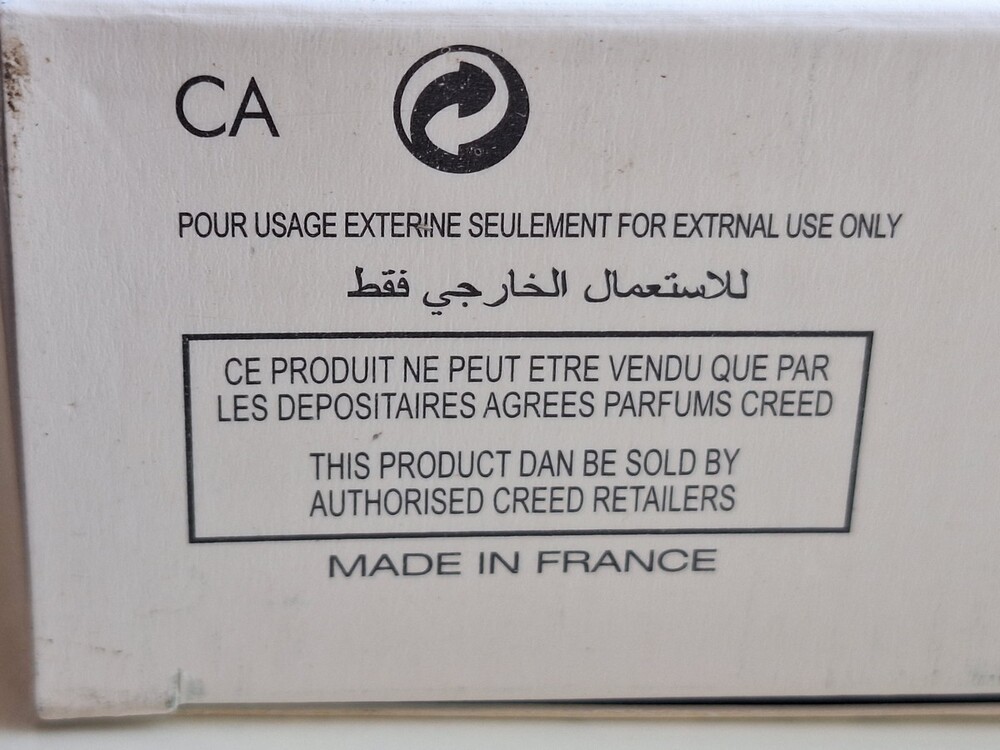 CA
POUR USAGE EXTERINE SEULEMENT FOR EXTRNAL USE ONLY
للاستعمال الخارجي فقط
CE PRODUIT NE PEUT ETRE VENDU QUE PAR
LES DEPOSITAIRES AGREES PARFUMS CREED
THIS PRODUCT DAN BE SOLD BY
AUTHORISED CREED RETAILERS
MADE IN FRANCE